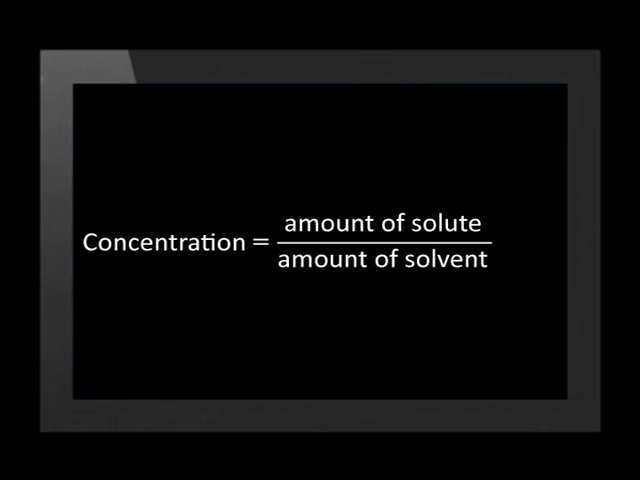 Concentration = amount of solute
amount of solvent